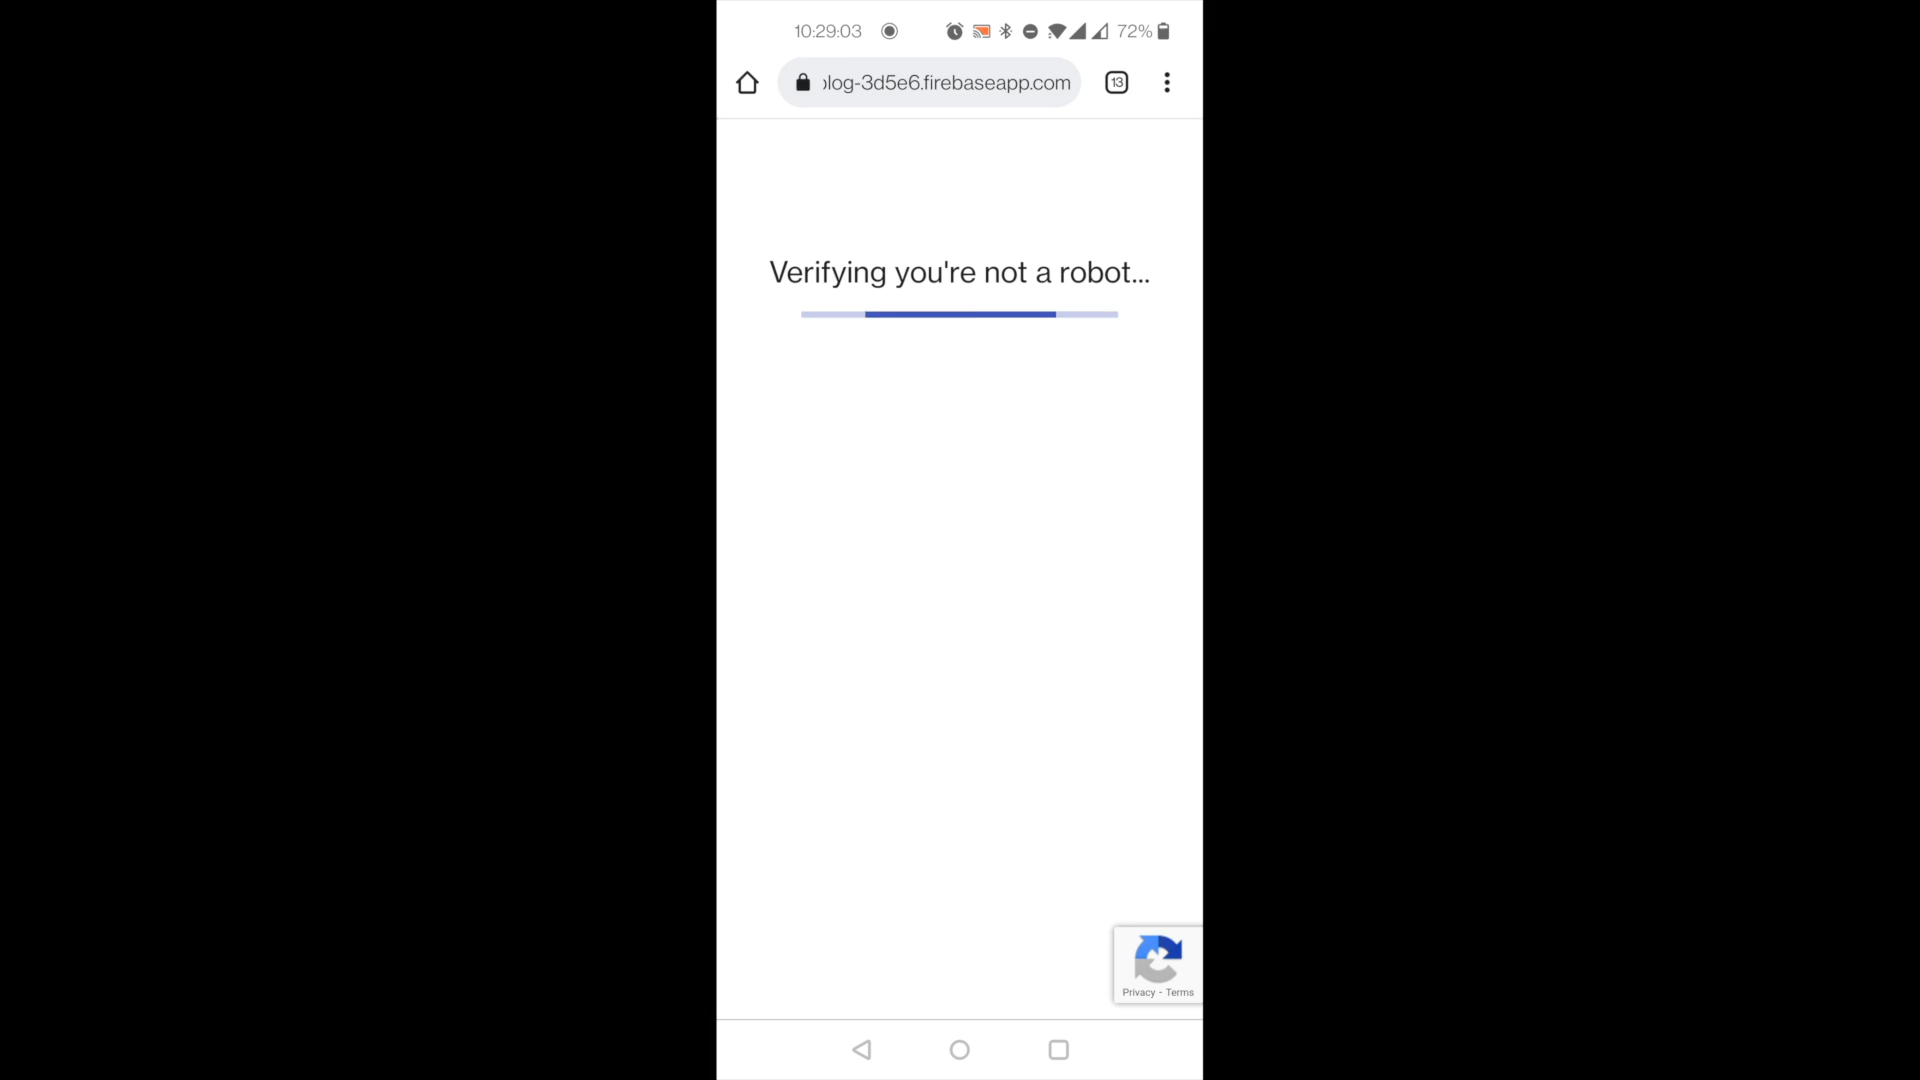 10:29:03 72%
log-3d5e6.firebaseapp.com 13
Verifying you're not a robot...
Privacy - Terms